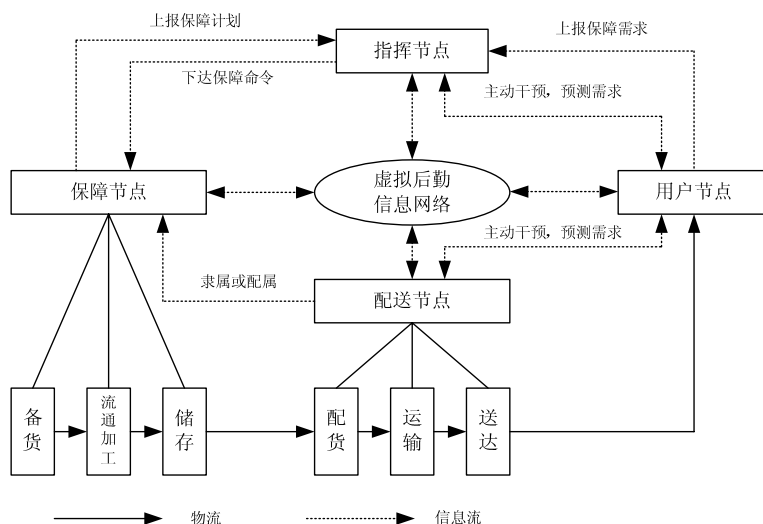 上报保障计划
上报保障需求
指挥节点
下达保障命令
主动干预，预测需求
保障节点
虚拟后勤
信息网络
用户节点
主动干预，预测需求
隶属或配属
配送节点
备货
流通加工
储存
配货
运输
送达
物流
信息流